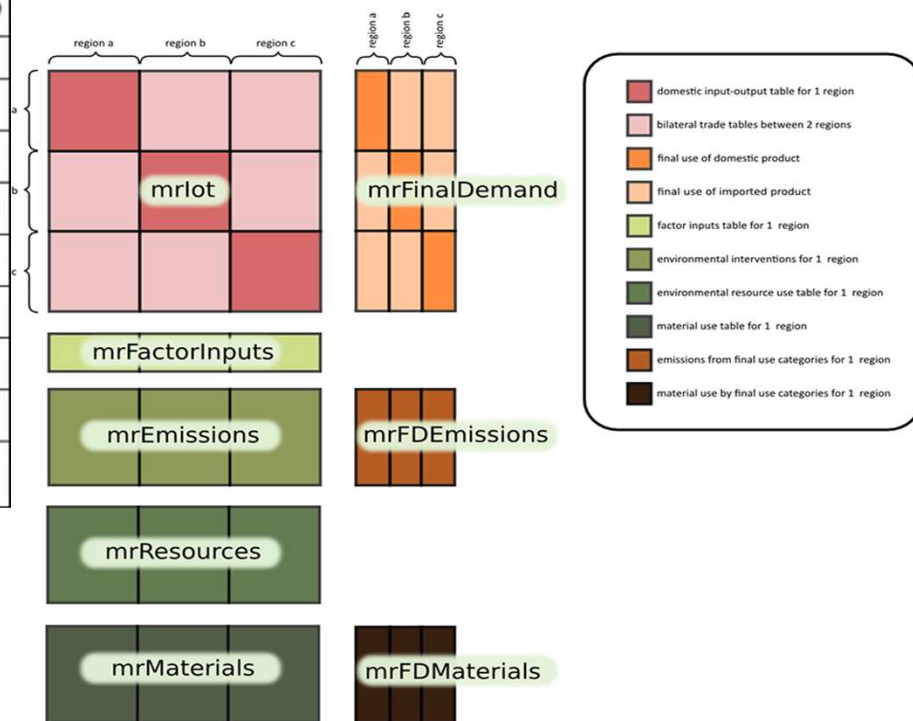 region a
region b
region c
region a
region b
region c
a
b
c
mrIot
mrFinalDemand
mrFactorInputs
mrEmissions
mrFDEmissions
mrResources
mrMaterials
mrFDMaterials
domestic input-output table for 1 region
bilateral trade tables between 2 regions
final use of domestic product
final use of imported product
factor inputs table for 1 region
environmental interventions for 1 region
environmental resource use table for 1 region
material use table for 1 region
emissions from final use categories for 1 region
material use by final use categories for 1 region